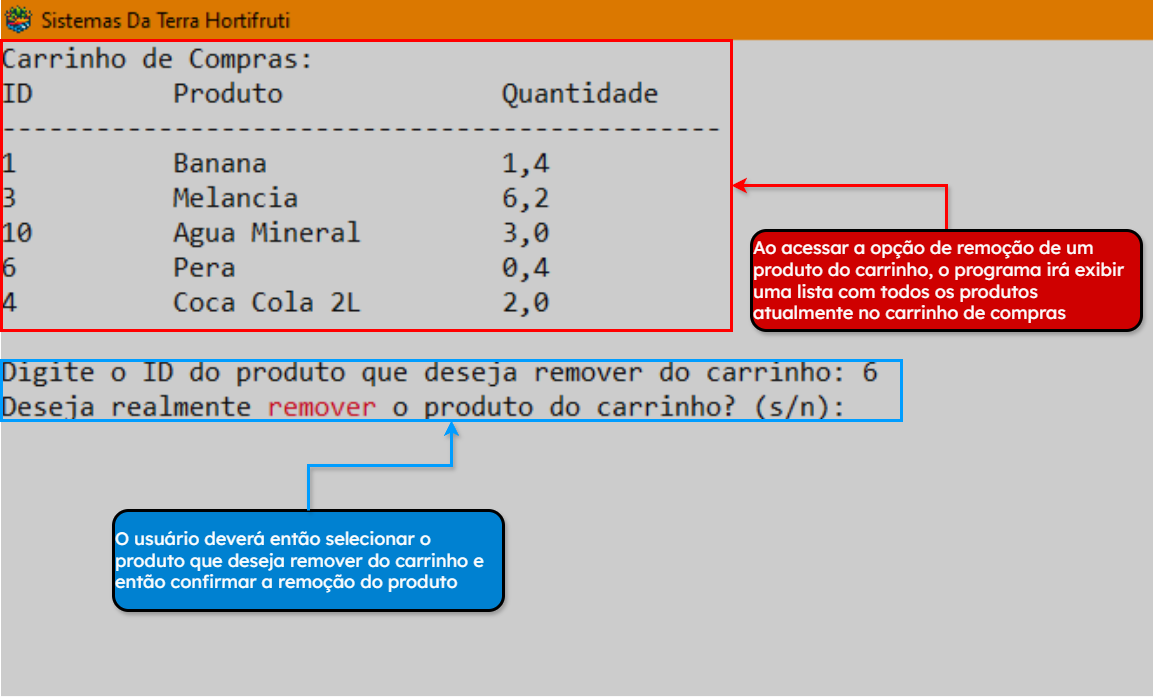 Sistemas Da Terra Hortifruti
Carrinho de Compras:
ID Produto Quantidade
----------------------------------------------
1 Banana 1,4
3 Melancia 6,2
10 Agua Mineral 3,0
6 Pera 0,4
4 Coca Cola 2L 2,0
Ao acessar a opção de remoção de um
produto do carrinho, o programa irá exibir
uma lista com todos os produtos
atualmente no carrinho de compras
Digite o ID do produto que deseja remover do carrinho: 6
Deseja realmente remover o produto do carrinho? (s/n):
O usuário deverá então selecionar o
produto que deseja remover do carrinho e
então confirmar a remoção do produto